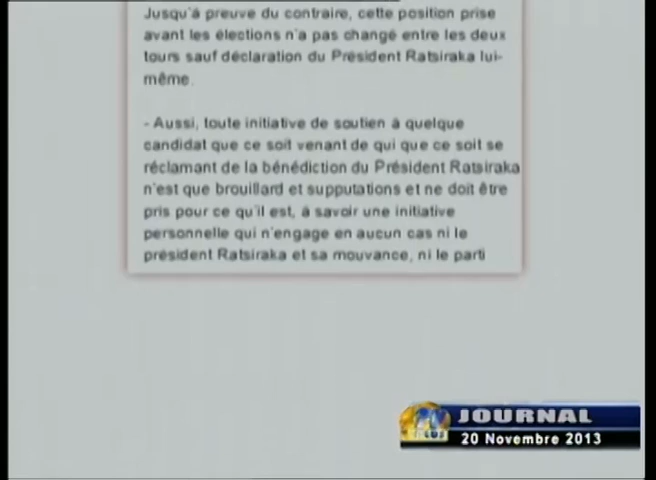 Jusqu'à preuve du contraire, cette position prise
avant les élections n'a pas changé entre les deux
tours sauf déclaration du Président Ratsiraka lui-
même.
- Aussi, toute initiative de soutien à quelque
candidat que ce soit venant de qui que ce soit se
réclamant de la bénédiction du Président Ratsiraka
n'est que brouillard et supputations et ne doit être
pris pour ce qu'il est, à savoir une initiative
personnelle qui n'engage en aucun cas ni le
président Ratsiraka et sa mouvance, ni le parti
JOURNAL
20 Novembre 2013